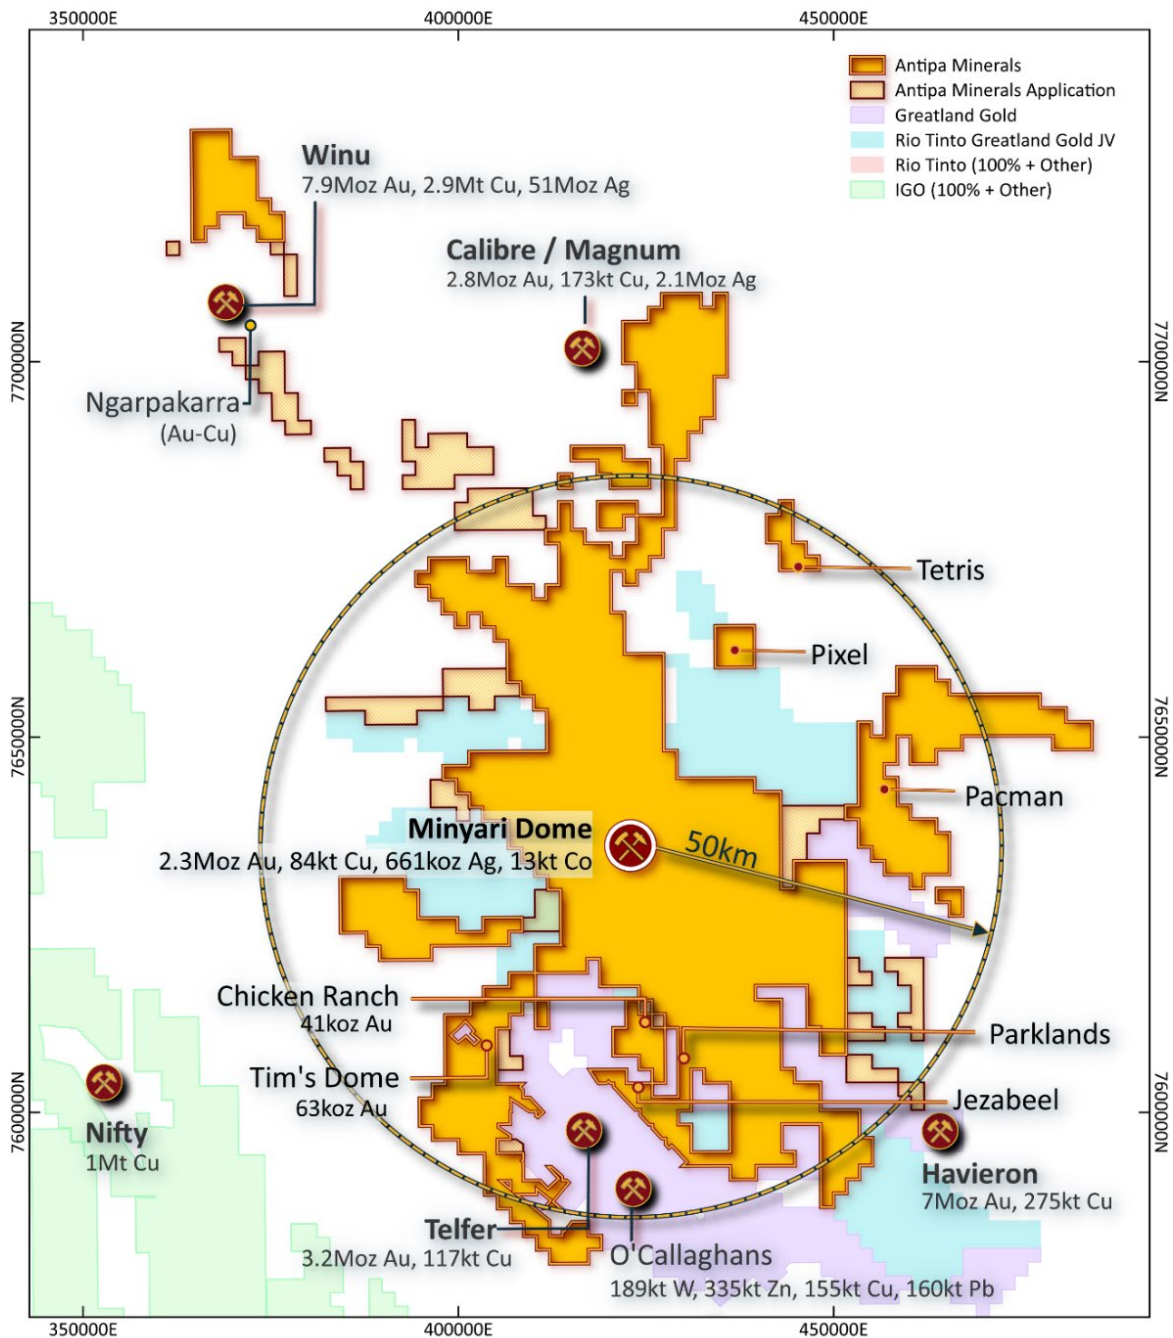 350000E
400000E
450000E
Antipa Minerals
Antipa Minerals Application
Greatland Gold
Rio Tinto Greatland Gold JV
Rio Tinto (100% + Other)
IGO (100% + Other)
Winu
7.9Moz Au, 2.9Mt Cu, 51Moz Ag
Calibre / Magnum
2.8Moz Au, 173kt Cu, 2.1Moz Ag
7700000N
7700000N
Ngarpakarra
(Au-Cu)
Tetris
Pixel
7650000N
7650000N
Pacman
Minyari Dome
2.3Moz Au, 84kt Cu, 661koz Ag, 13kt Co
50km
Chicken Ranch
41koz Au
Parklands
Tim's Dome
63koz Au
Jezabeel
7600000N
7600000N
Nifty
1Mt Cu
Havieron
7Moz Au, 275kt Cu
Telfer
3.2Moz Au, 117kt Cu
O'Callaghans
189kt W, 335kt Zn, 155kt Cu, 160kt Pb
350000E
400000E
450000E